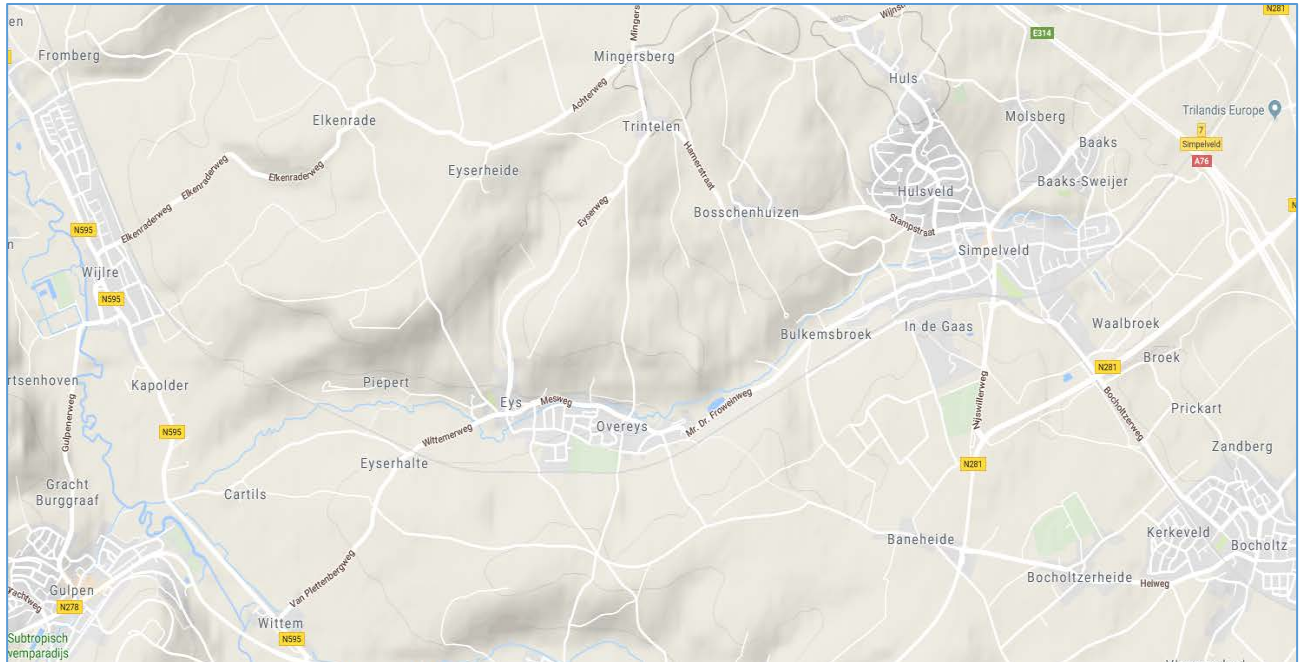 N281
Wijnstr
Mingers
Fromberg
E314
Mingersberg
Huls
Achterweg
Trilandis Europe
Elkenrade
Molsberg
Trintelen
7
Simpelveld
Baaks
A76
Hamerstraat
Eyserheide
Elkenraderweg
Elkenraderweg
Baaks-Sweijer
Hulsveld
Bosschenhuizen
Eyserweg
Elkenraderweg
Stampstraat
N595
Simpelveld
Wijlre
N595
Waalbroek
In de Gaas
Bulkemsbroek
Broek
N281
Kapolder
Piepert
Eys
Mesweg
Mr. Dr. Froweinweg
Nijswillerweg
Bocholtzerweg
Prickart
Gulpenerweg
N595
Wittemerweg
Overeys
Zandberg
Eyserhalte
N281
Gracht
Burggraaf
Cartils
Kerkeveld
Baneheide
Bocholtz
Van Plettenbergweg
Bocholtzerheide
Helweg
Gulpen
N278
Wittem
N595
Subtropisch